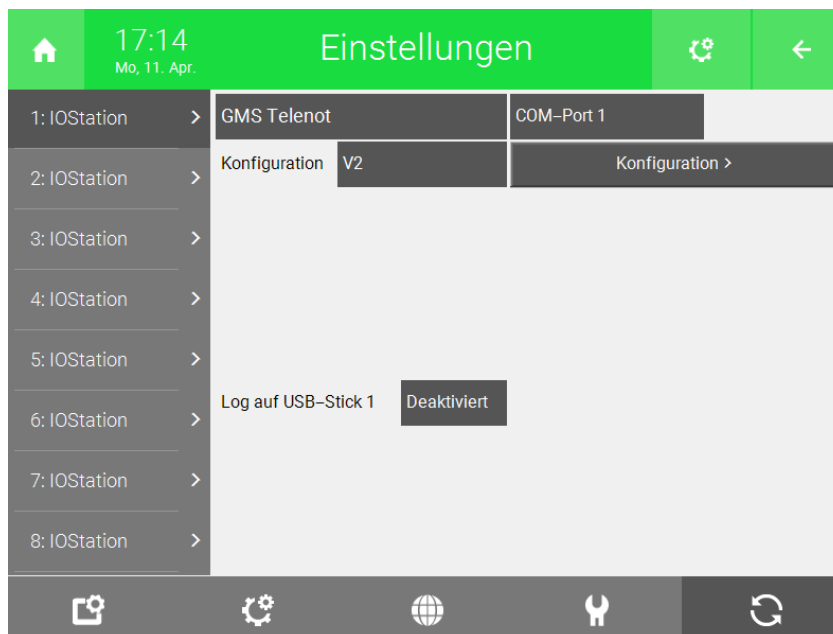 17:14
Mo, 11. Apr.
Einstellungen
1: IOStation
GMS Telenot
COM-Port 1
Konfiguration
V2
Konfiguration >
2: IOStation
3: IOStation
4: IOStation
5: IOStation
Log auf USB-Stick 1
Deaktiviert
6: IOStation
7: IOStation
8: IOStation